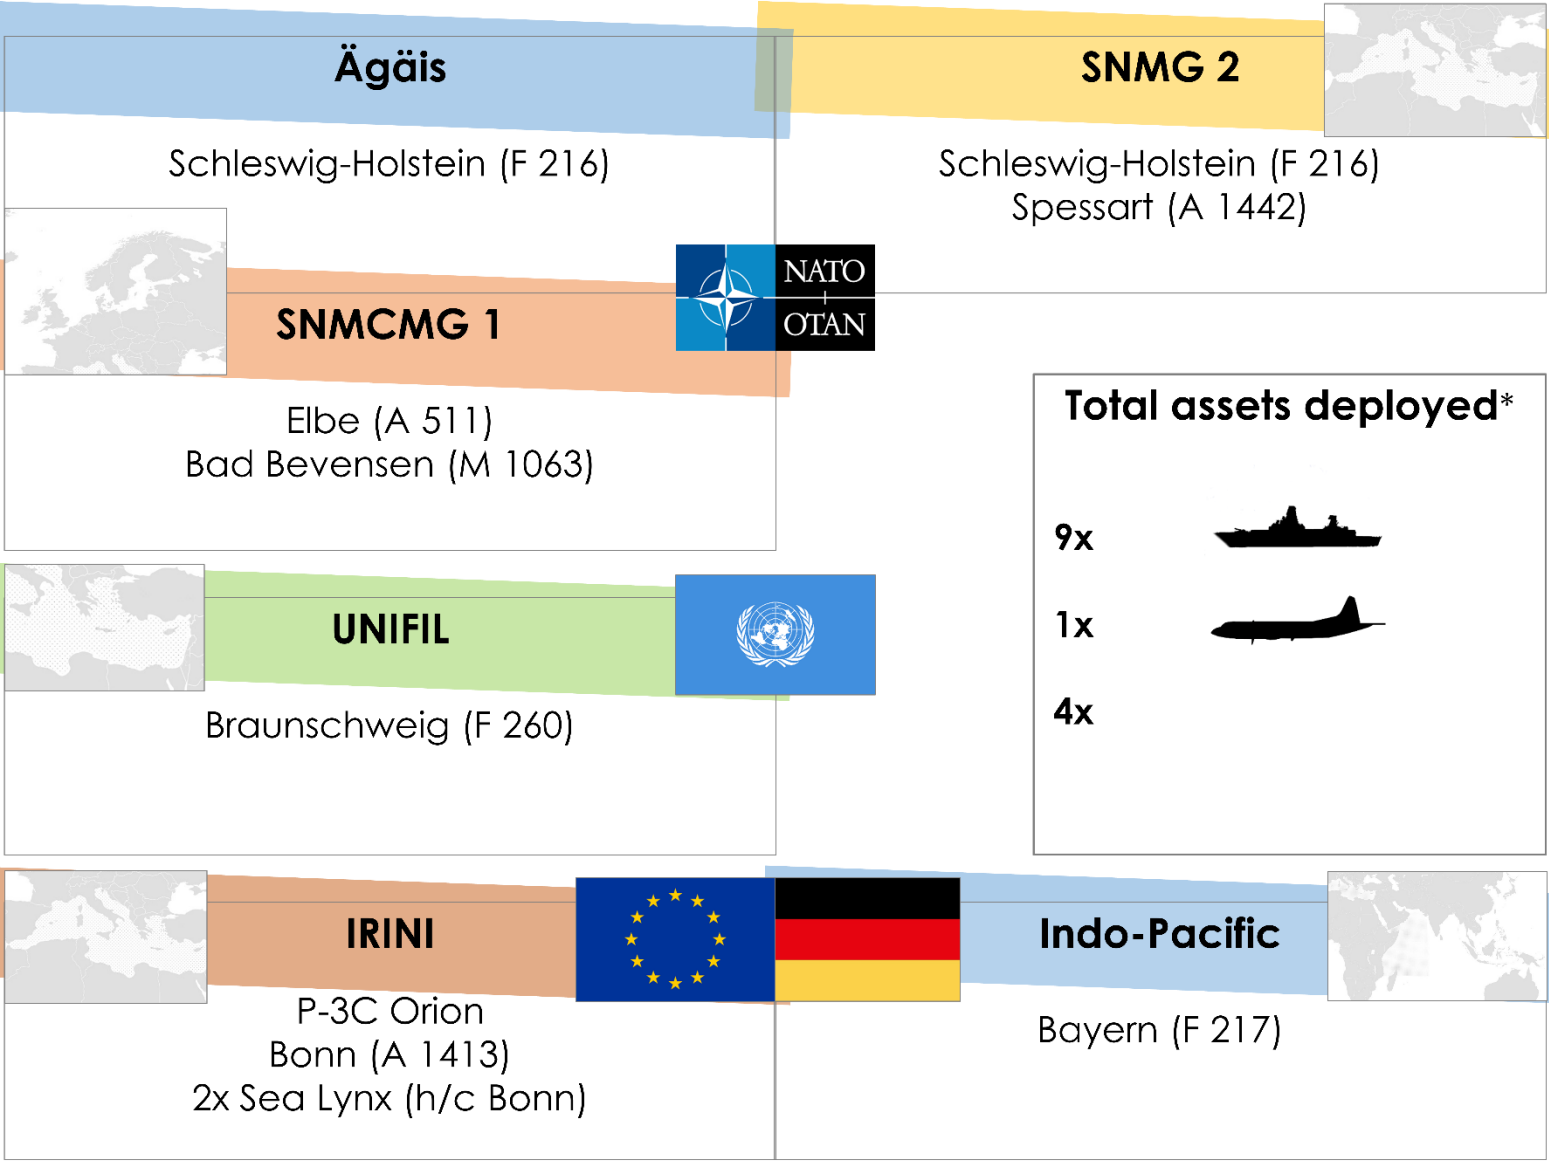 Ägäis
Schleswig-Holstein (F 216)
SNMG 2
Schleswig-Holstein (F 216)
Spessart (A 1442)
NATO
OTAN
SNMCMG 1
Elbe (A 511)
Bad Bevensen (M 1063)
Total assets deployed*
9x
1x
4x
UNIFIL
Braunschweig (F 260)
IRINI
P-3C Orion
Bonn (A 1413)
2x Sea Lynx (h/c Bonn)
Indo-Pacific
Bayern (F 217)